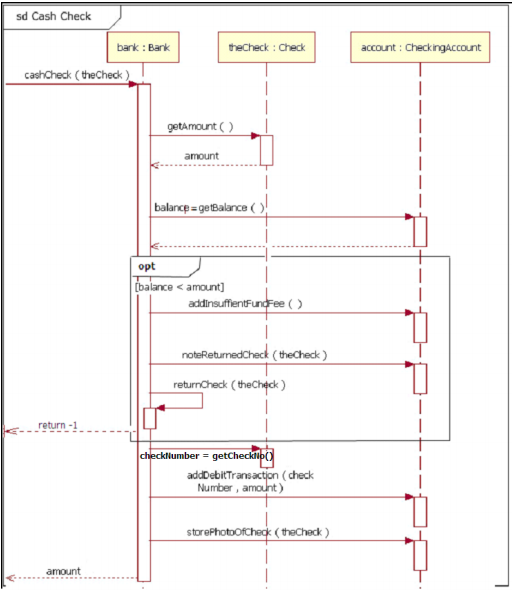 sd Cash Check
bank : Bank
theCheck : Check
account : CheckingAccount
cashCheck ( theCheck )
getAmount ( )
amount
balance = getBalance ( )
opt
[balance < amount]
addInsuffientFundFee ( )
noteReturnedCheck ( theCheck )
returnCheck ( theCheck )
return -1
checkNumber = getCheckNo()
addDebitTransaction ( check
Number , amount )
storePhotoOfCheck ( theCheck )
amount